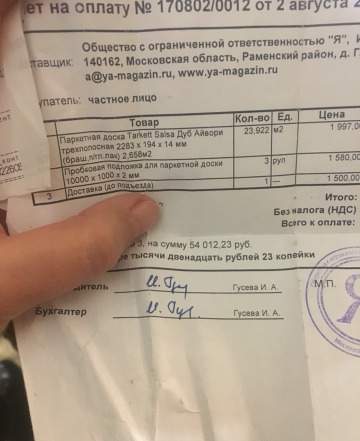 ет на оплату № 170802/0012 от 2 августа 2
Общество с ограниченной ответственностью "Я",
тавщик: 140162, Московская область, Раменский район, д.
a@ya-magazin.ru, www.ya-magazin.ru
купатель: частное лицо
Товар Кол-во Ед. Цена
Паркетная доска Tarkett Salsa Дуб Айвори 23,922 м2 1 997,0
трехполосная 2283 х 194 х 14 мм
(браш,п/гл.лак) 2,658м2
Пробковая подложка для паркетной доски 3 рул 1 580,00
10000 х 1000 х 2 мм
3 Доставка (до подъезда) 1 — 1 500,00
Итого:
Без налога (НДС)
Всего к оплате:
3, на сумму 54 012,23 руб.
е тысячи двенадцать рублей 23 копейки
дитель Гусева И. А.
М.П.
Бухгалтер Гусева И. А.
Я